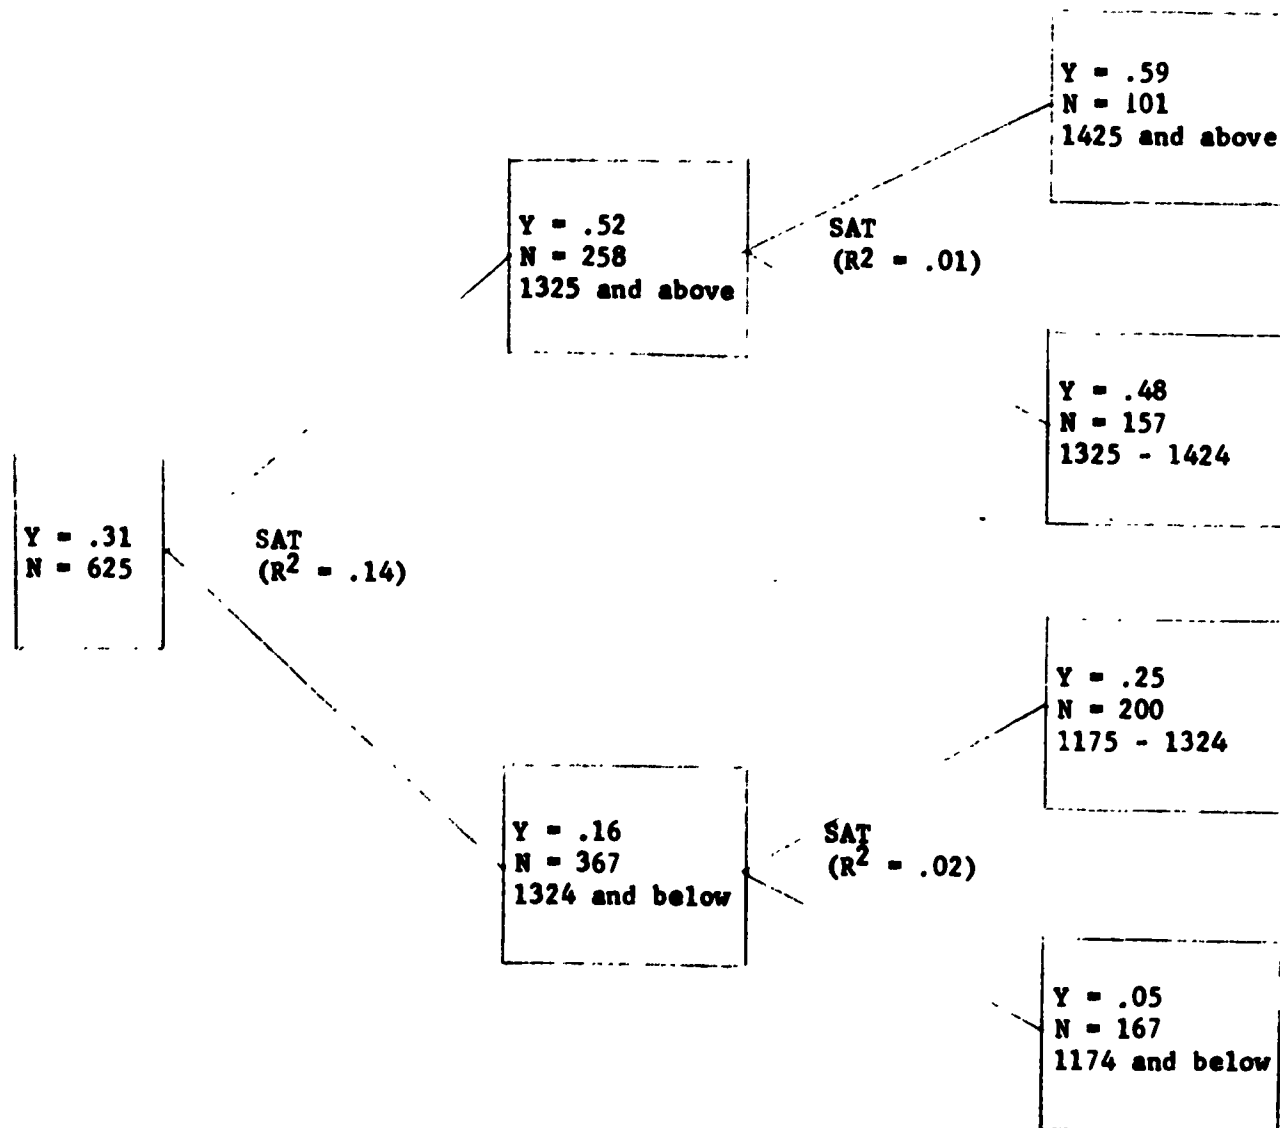 Y = .59
N = 101
1425 and above
Y = .52
N = 258
1325 and above
SAT
(R² = .01)
Y = .48
N = 157
1325 - 1424
Y = .31
N = 625
SAT
(R² = .14)
Y = .25
N = 200
1175 - 1324
Y = .16
N = 367
1324 and below
SAT
(R² = .02)
Y = .05
N = 167
1174 and below